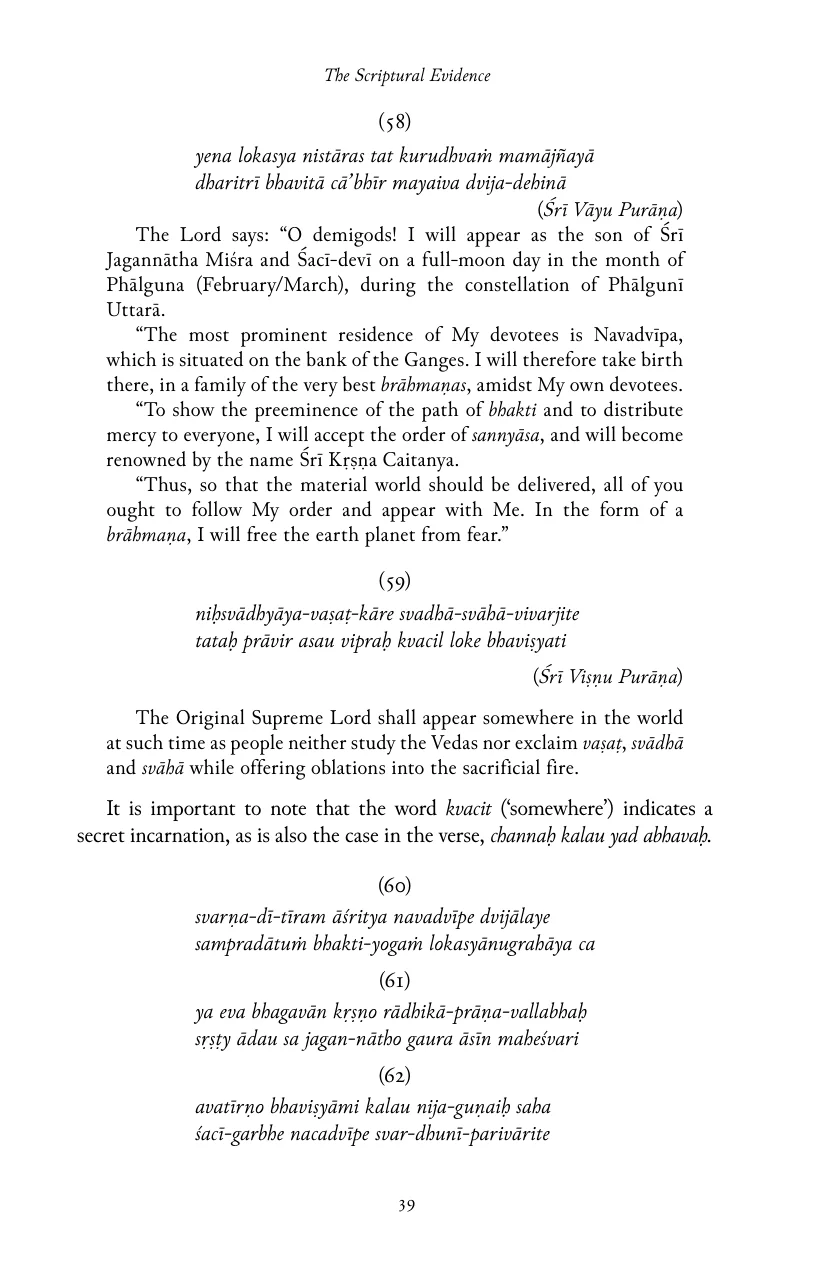 The Scriptural Evidence
(58)
yena lokasya nistāras tat kurudhvaṁ mamājñayā
dharitrī bhavitā cā’bhīr mayaiva dvija-dehinā
(Śrī Vāyu Purāṇa)
The Lord says: “O demigods! I will appear as the son of Śrī
Jagannātha Miśra and Śacī-devī on a full-moon day in the month of
Phālguna (February/March), during the constellation of Phālgunī
Uttarā.
“The most prominent residence of My devotees is Navadvīpa,
which is situated on the bank of the Ganges. I will therefore take birth
there, in a family of the very best brāhmaṇas, amidst My own devotees.
“To show the preeminence of the path of bhakti and to distribute
mercy to everyone, I will accept the order of sannyāsa, and will become
renowned by the name Śrī Kṛṣṇa Caitanya.
“Thus, so that the material world should be delivered, all of you
ought to follow My order and appear with Me. In the form of a
brāhmaṇa, I will free the earth planet from fear.”
(59)
niḥsvādhyāya-vaṣaṭ-kāre svadhā-svāhā-vivarjite
tataḥ prāvir asau vipraḥ kvacil loke bhaviṣyati
(Śrī Viṣṇu Purāṇa)
The Original Supreme Lord shall appear somewhere in the world
at such time as people neither study the Vedas nor exclaim vaṣaṭ, svādhā
and svāhā while offering oblations into the sacrificial fire.
It is important to note that the word kvacit (‘somewhere’) indicates a
secret incarnation, as is also the case in the verse, channaḥ kalau yad abhavaḥ.
(60)
svarṇa-dī-tīram āśritya navadvīpe dvijālaye
sampradātuṁ bhakti-yogaṁ lokasyānugrahāya ca
(61)
ya eva bhagavān kṛṣṇo rādhikā-prāṇa-vallabhaḥ
sṛṣṭy ādau sa jagan-nātho gaura āsīn maheśvari
(62)
avatīrṇo bhaviṣyāmi kalau nija-guṇaiḥ saha
śacī-garbhe nacadvīpe svar-dhunī-parivārite
39